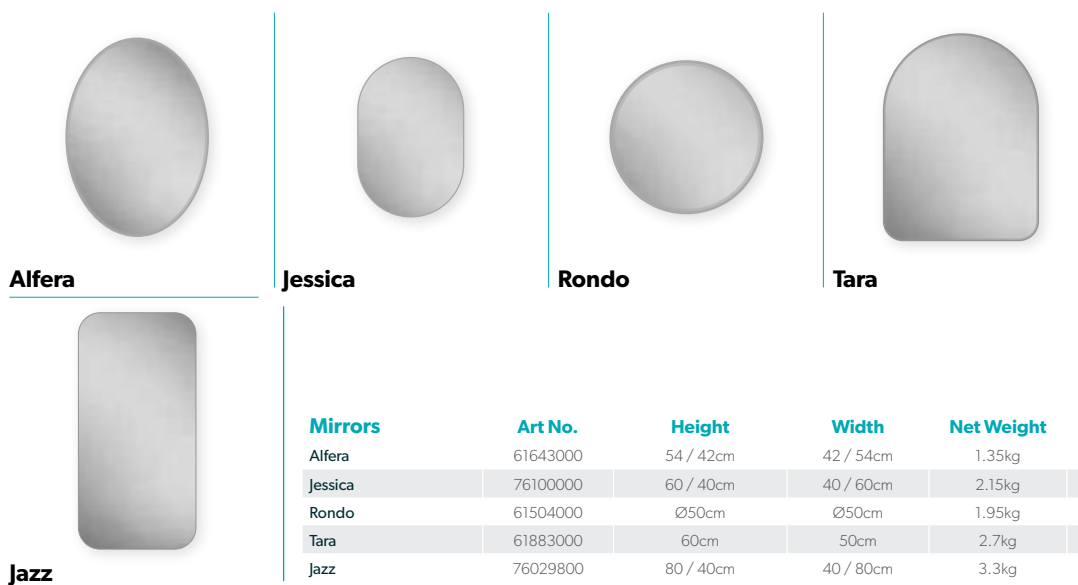 Alfera
Jessica
Rondo
Tara
Jazz
Mirrors Art No. Height Width Net Weight
Alfera 61643000 54 / 42cm 42 / 54cm 1.35kg
Jessica 76100000 60 / 40cm 40 / 60cm 2.15kg
Rondo 61504000 Ø50cm Ø50cm 1.95kg
Tara 61883000 60cm 50cm 2.7kg
Jazz 76029800 80 / 40cm 40 / 80cm 3.3kg